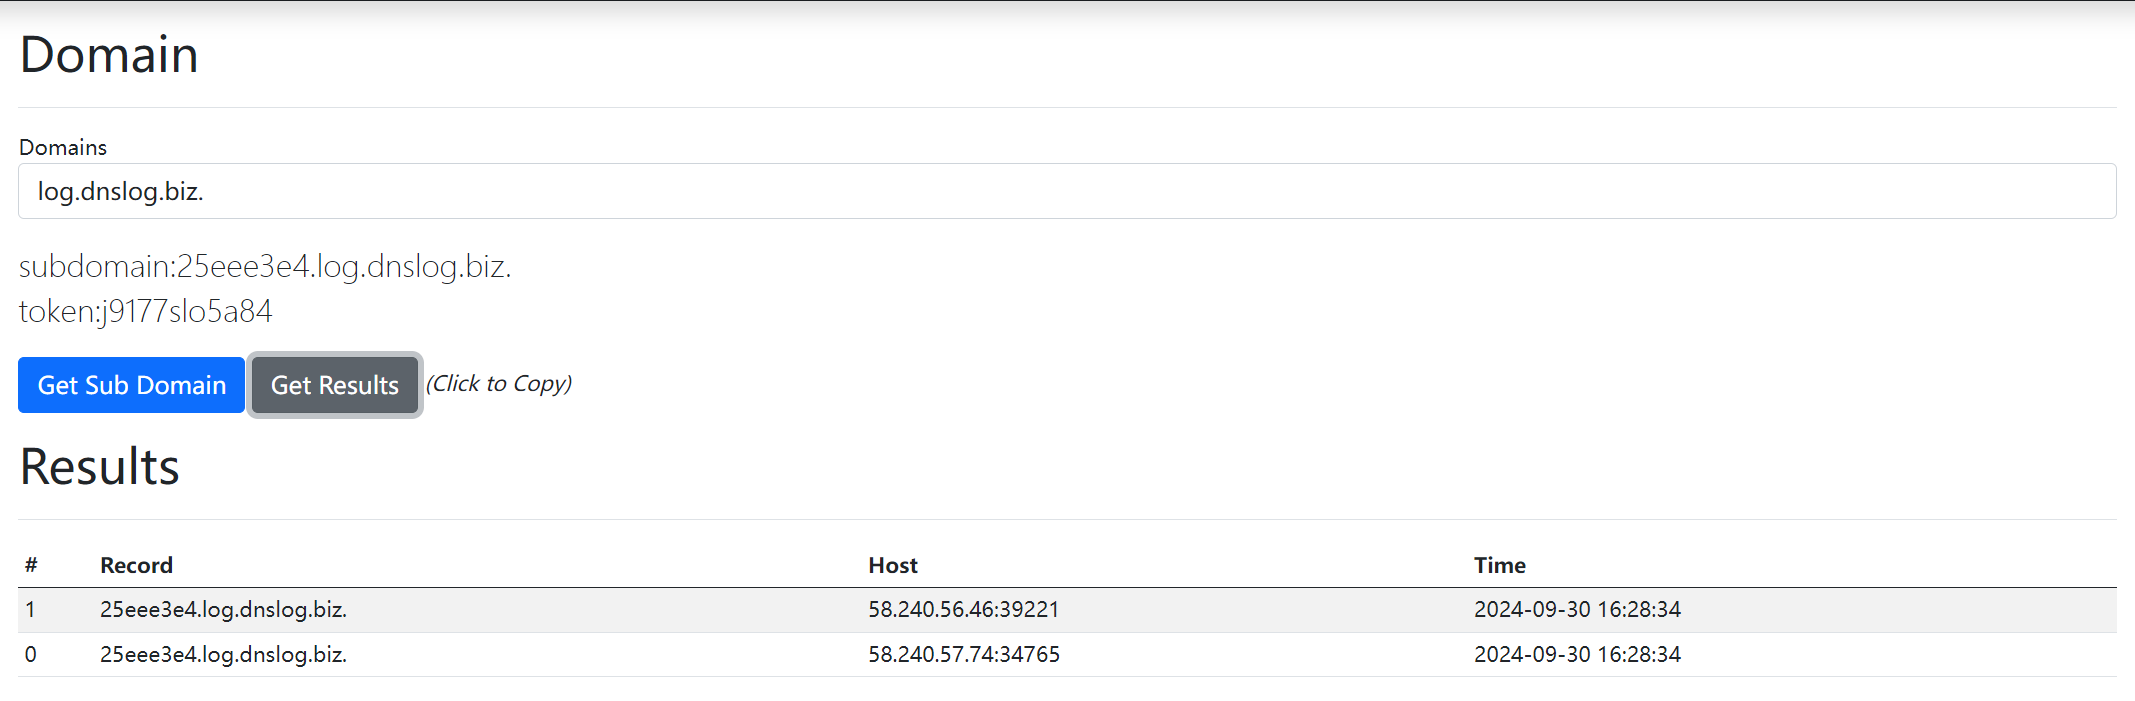 Domain
Domains
log.dnslog.biz.
subdomain:25eee3e4.log.dnslog.biz.
token:j9177slo5a84
Get Sub Domain Get Results (Click to Copy)
Results
# Record Host Time
1 25eee3e4.log.dnslog.biz. 58.240.56.46:39221 2024-09-30 16:28:34
0 25eee3e4.log.dnslog.biz. 58.240.57.74:34765 2024-09-30 16:28:34